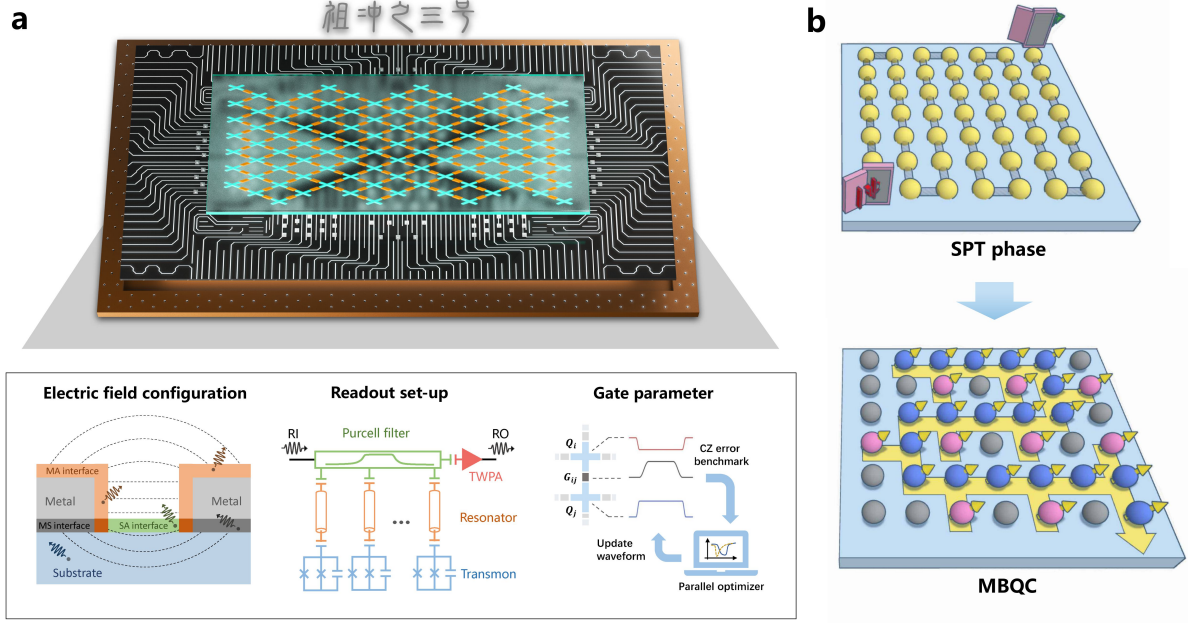 a
祖冲之三号
Electric field configuration
MA interface
Metal
Metal
MS interface
SA interface
Substrate
Readout set-up
RI
Purcell filter
RO
TWPA
Resonator
...
Transmon
Gate parameter
Qi
Gij
Qj
CZ error
benchmark
Update
waveform
Parallel optimizer
b
SPT phase
MBQC